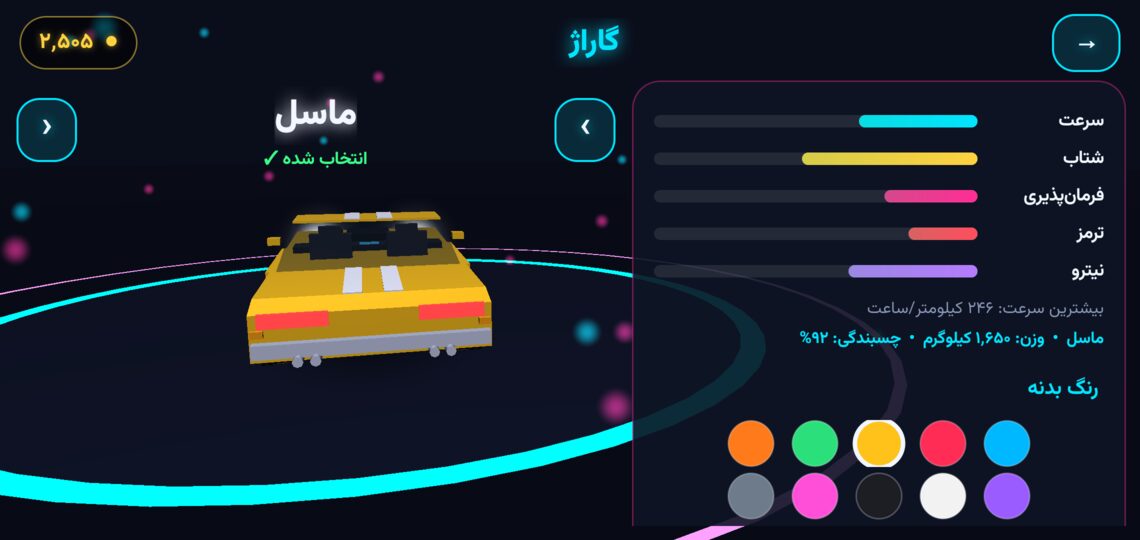 گاراژ
۲,۵۰۵
ماسل
انتخاب شده ✓
سرعت
شتاب
فرمان‌پذیری
ترمز
نیترو
بیشترین سرعت: ۲۴۶ کیلومتر/ساعت
ماسل • وزن: ۱,۶۵۰ کیلوگرم • چسبندگی: ۹۲%
رنگ بدنه